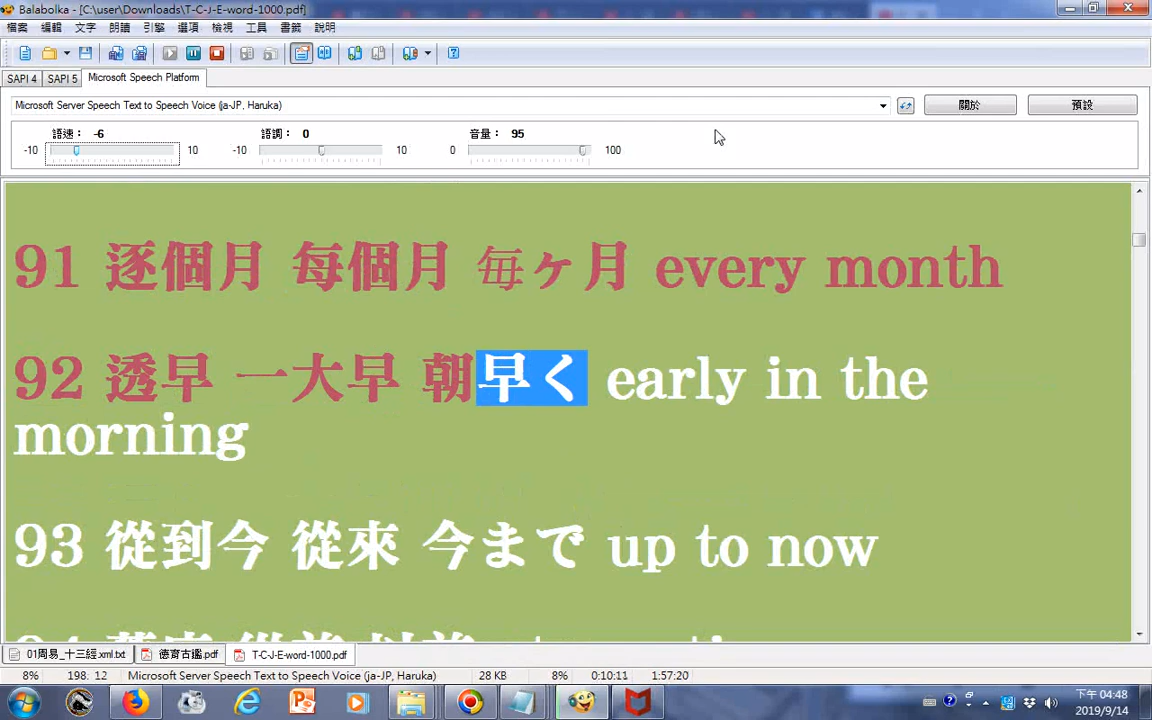 Balabolka - [C:\user\Downloads\T-C-J-E-word-1000.pdf]
檔案 編輯 文字 朗讀 引擎 選項 檢視 工具 書籤 說明
SAPI 4 SAPI 5 Microsoft Speech Platform
Microsoft Server Speech Text to Speech Voice (ja-JP, Haruka) 關於 預設
語速： -6 語調： 0 音量： 95
-10 10 -10 10 0 100
91 逐個月 每個月 毎ヶ月 every month
92 透早 一大早 朝早く early in the
morning
93 從到今 從來 今まで up to now
01周易_十三經.xml.txt 德育古鑑.pdf T-C-J-E-word-1000.pdf
8% 198. 12 Microsoft Server Speech Text to Speech Voice (ja-JP, Haruka) 28 KB 8% 0:10:11 1:57:20
下午 04:48
2019/9/14